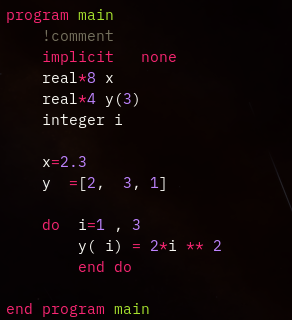 program main
    !comment
    implicit   none
    real*8 x
    real*4 y(3)
    integer i

    x=2.3
    y  =[2,  3, 1]

    do  i=1 , 3
        y( i) = 2*i ** 2
        end do

end program main